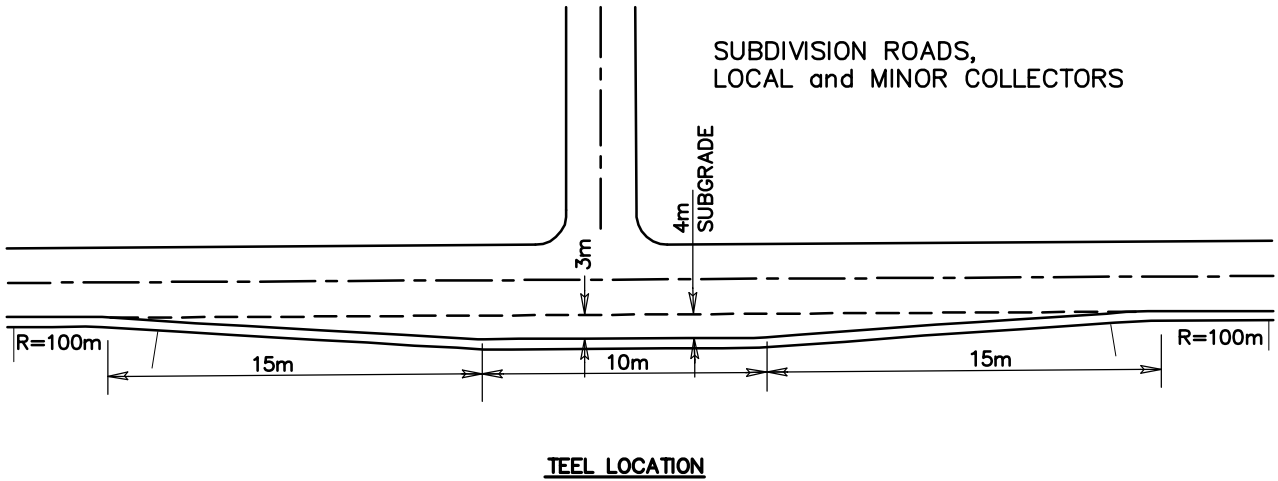 SUBDIVISION ROADS,
LOCAL and MINOR COLLECTORS
4m
SUBGRADE
3m
R=100m
R=100m
15m
10m
15m
TEEL LOCATION